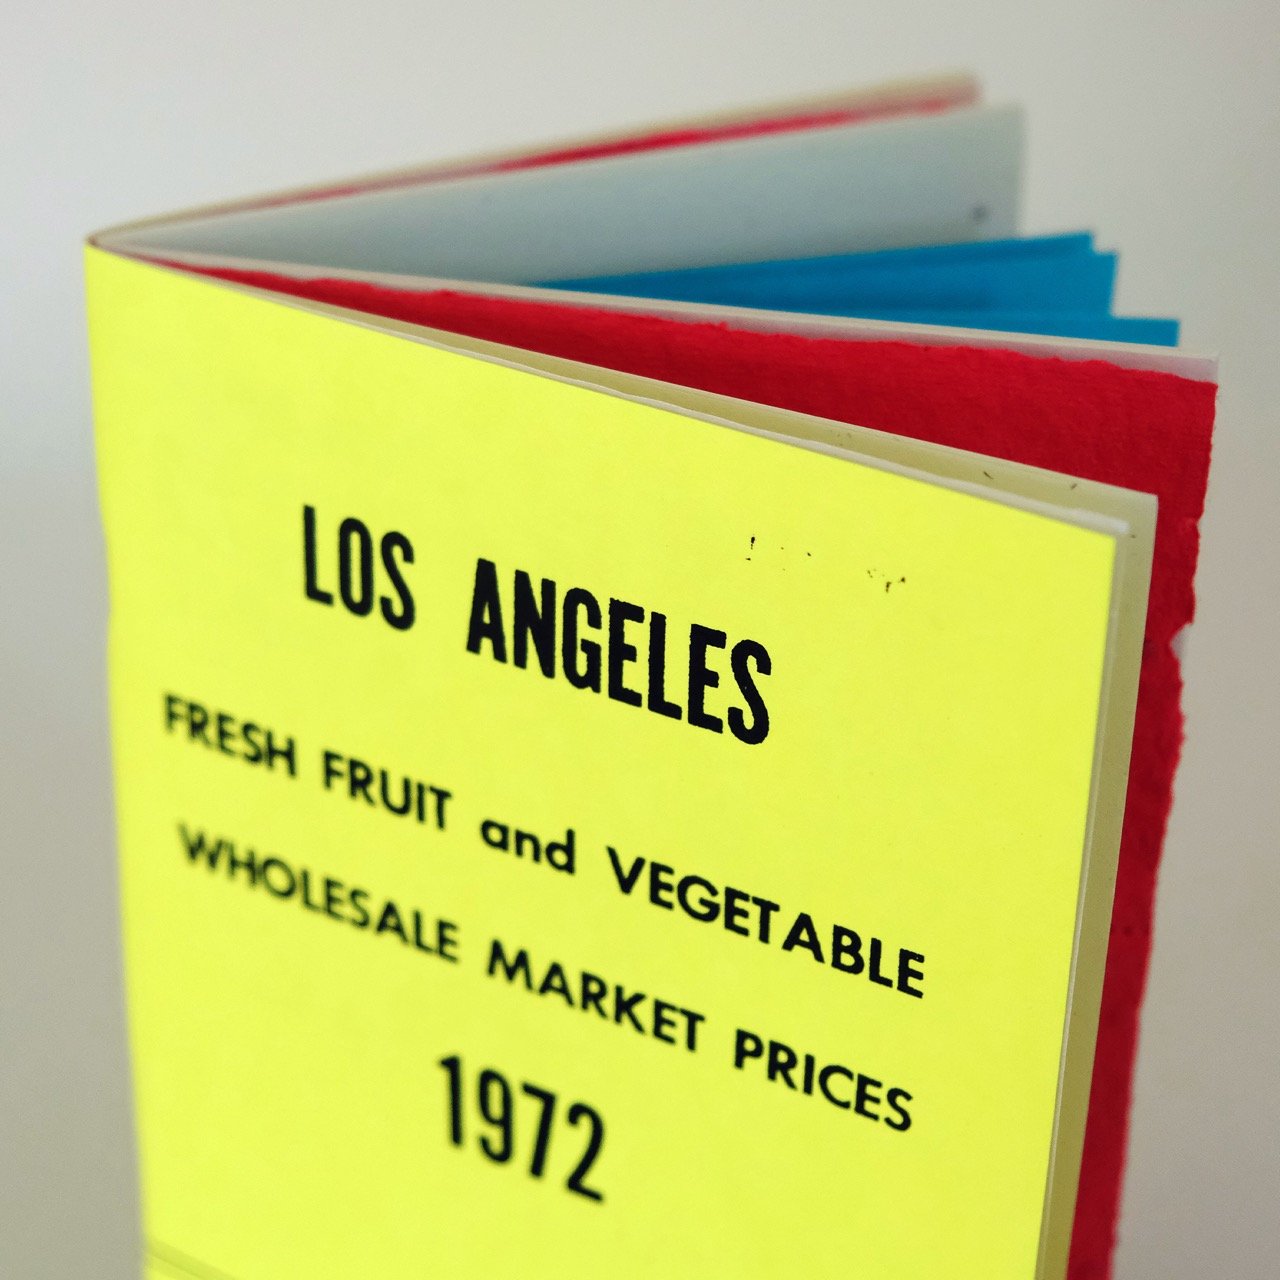 LOS ANGELES
FRESH FRUIT and VEGETABLE
WHOLESALE MARKET PRICES
1972